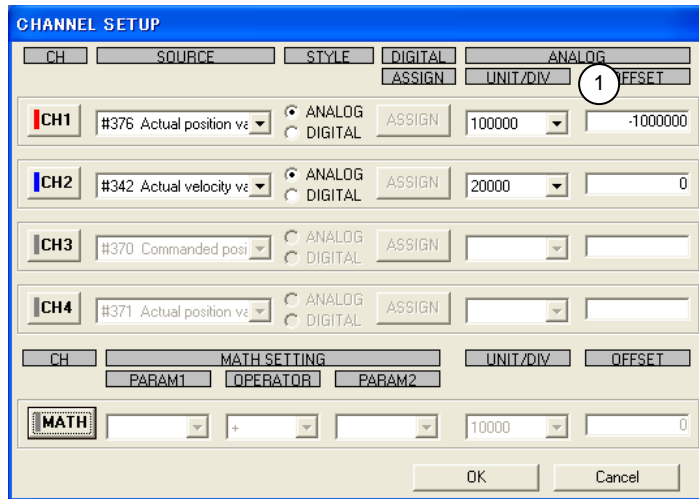 CHANNEL SETUP
CH SOURCE STYLE DIGITAL ANALOG
ASSIGN UNIT/DIV OFFSET
1
CH1 #376 Actual position va ANALOG DIGITAL ASSIGN 100000 -1000000
CH2 #342 Actual velocity va ANALOG DIGITAL ASSIGN 20000 0
CH3 #370 Commanded posi ANALOG DIGITAL ASSIGN
CH4 #371 Actual position va ANALOG DIGITAL ASSIGN
CH MATH SETTING UNIT/DIV OFFSET
PARAM1 OPERATOR PARAM2
MATH + 10000 0
OK Cancel